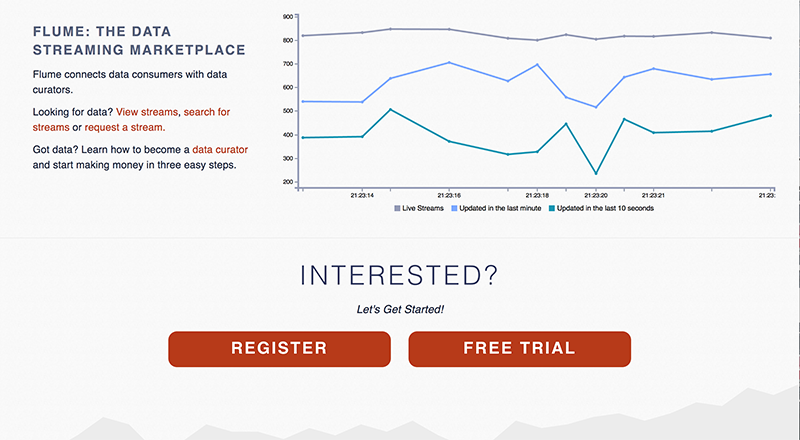 FLUME: THE DATA
STREAMING MARKETPLACE
Flume connects data consumers with data
curators.
Looking for data? View streams, search for
streams or request a stream.
Got data? Learn how to become a data curator
and start making money in three easy steps.
900
800
700
600
500
400
300
200
21:23:14
21:23:16
21:23:18
21:23:20
21:23:21
21:23:
Live Streams
Updated in the last minute
Updated in the last 10 seconds
INTERESTED?
Let's Get Started!
REGISTER
FREE TRIAL